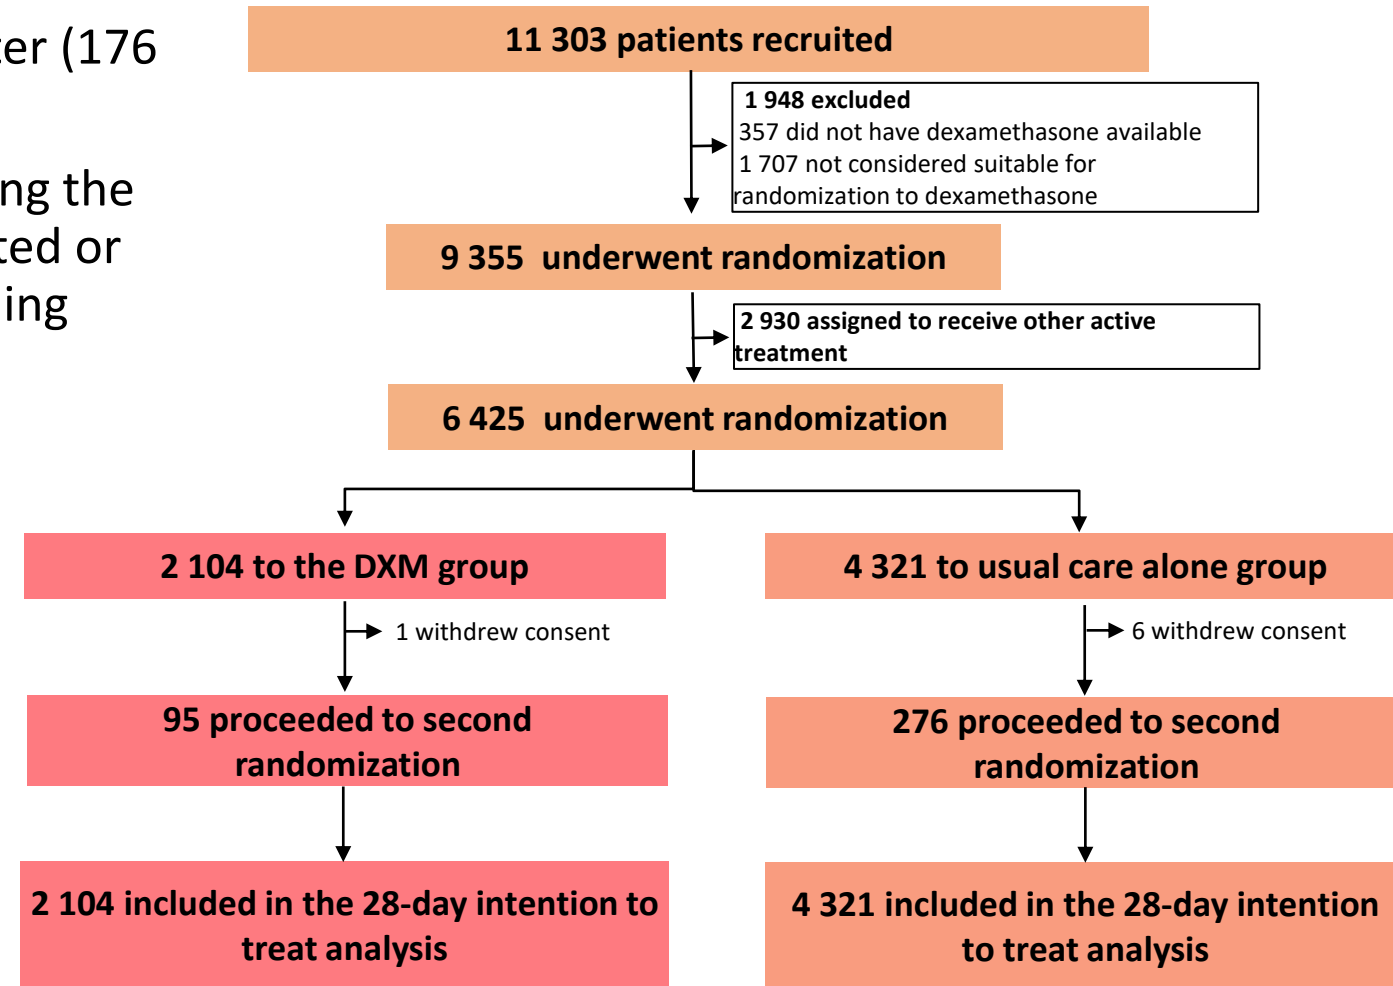 ter (176
ng the
ted or
ing
11 303 patients recruited
1 948 excluded
357 did not have dexamethasone available
1 707 not considered suitable for
randomization to dexamethasone
9 355 underwent randomization
2 930 assigned to receive other active
treatment
6 425 underwent randomization
2 104 to the DXM group
4 321 to usual care alone group
1 withdrew consent
6 withdrew consent
95 proceeded to second
randomization
276 proceeded to second
randomization
2 104 included in the 28-day intention to
treat analysis
4 321 included in the 28-day intention
to treat analysis